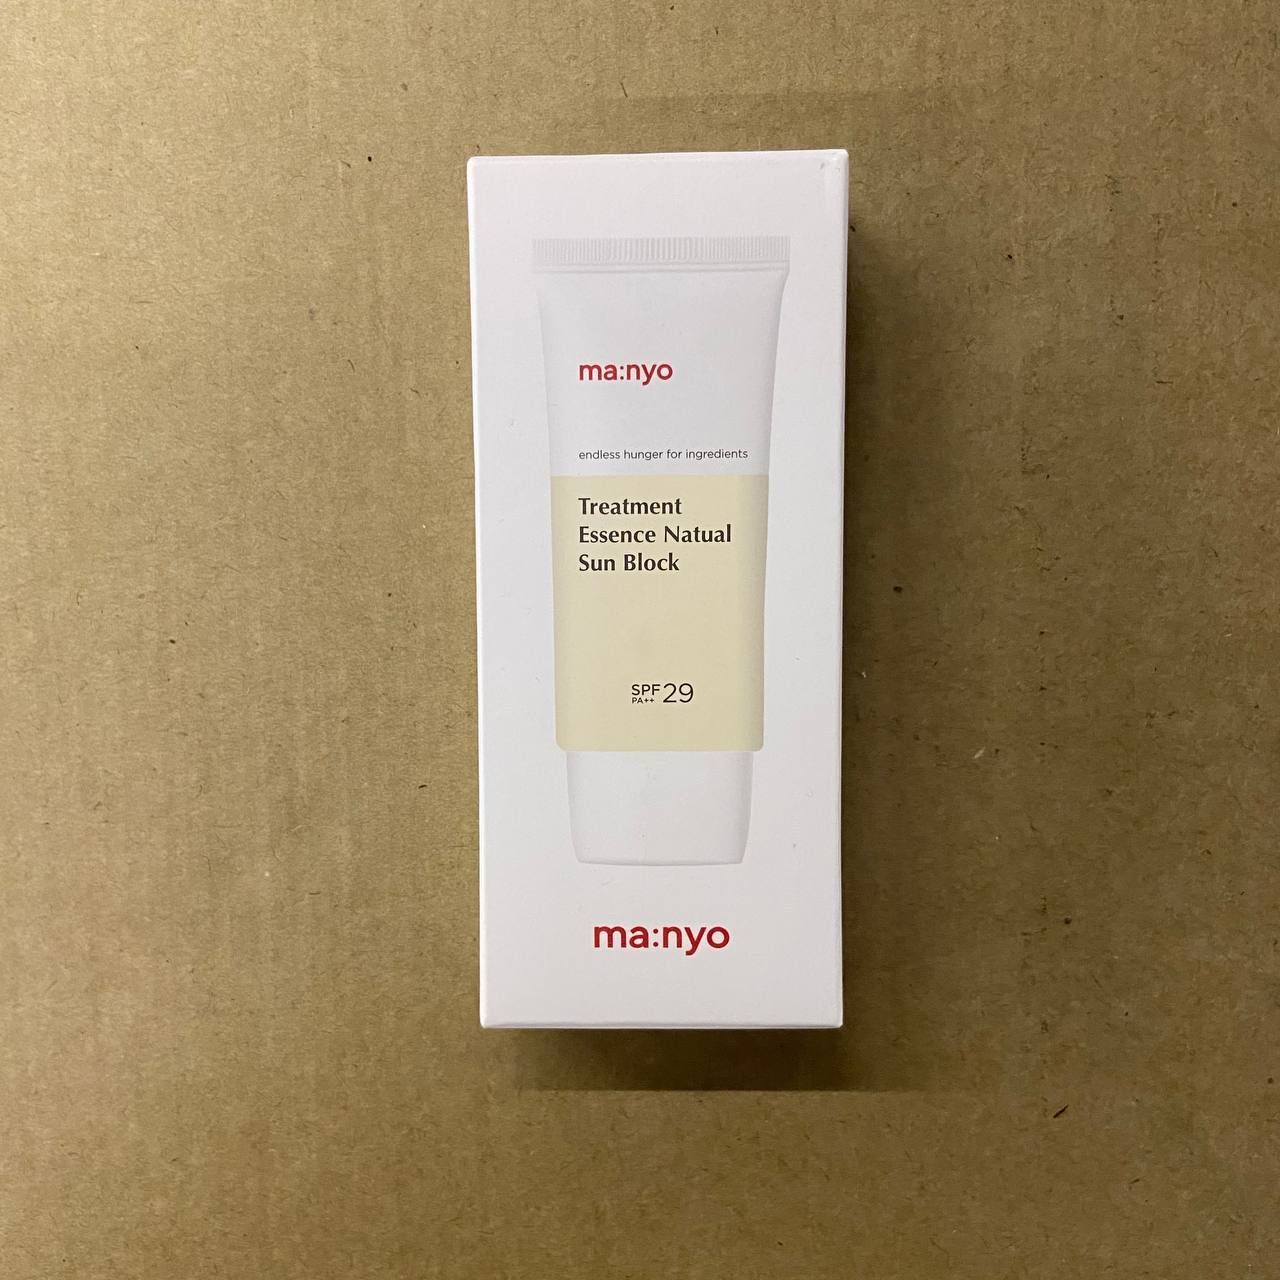 ma:nyo
endless hunger for ingredients
Treatment
Essence Natual
Sun Block
SPF 29
PA++
ma:nyo